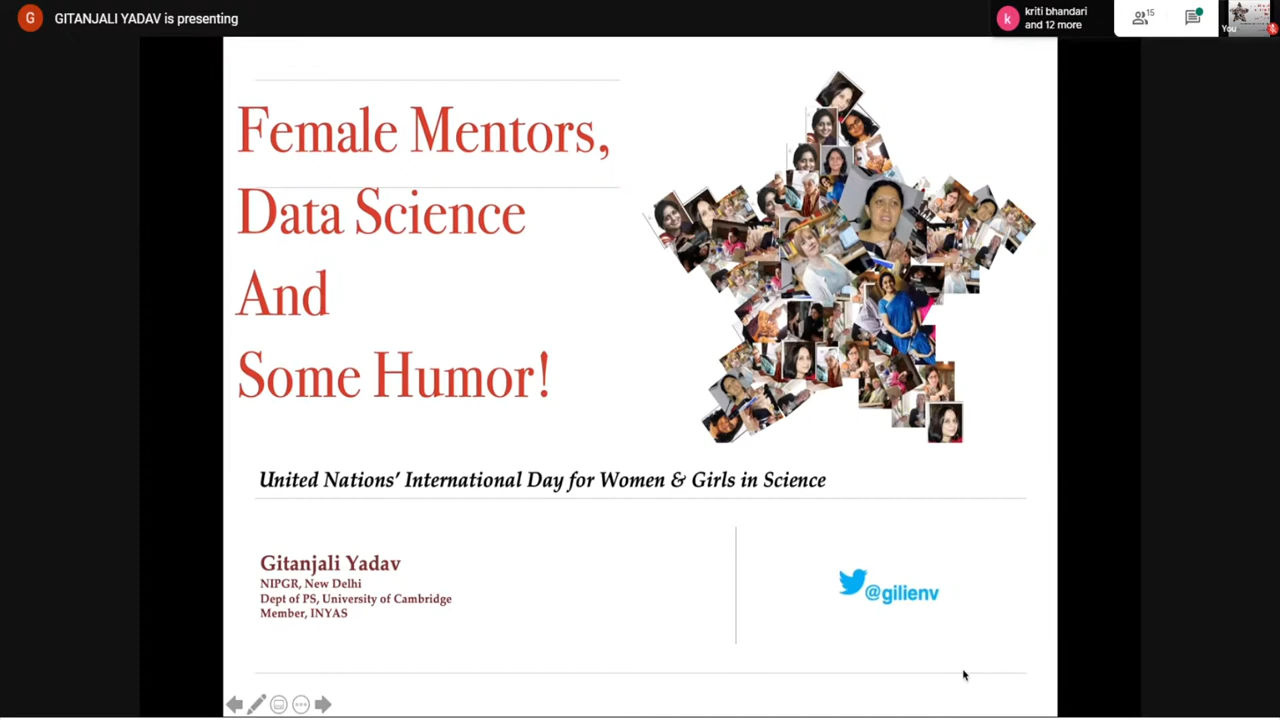 G
GITANJALI YADAV is presenting
k
kriti bhandari
and 12 more
15
You
Female Mentors,
Data Science
And
Some Humor!
United Nations' International Day for Women & Girls in Science
Gitanjali Yadav
NIPGR, New Delhi
Dept of PS, University of Cambridge
Member, INYAS
@gilienv